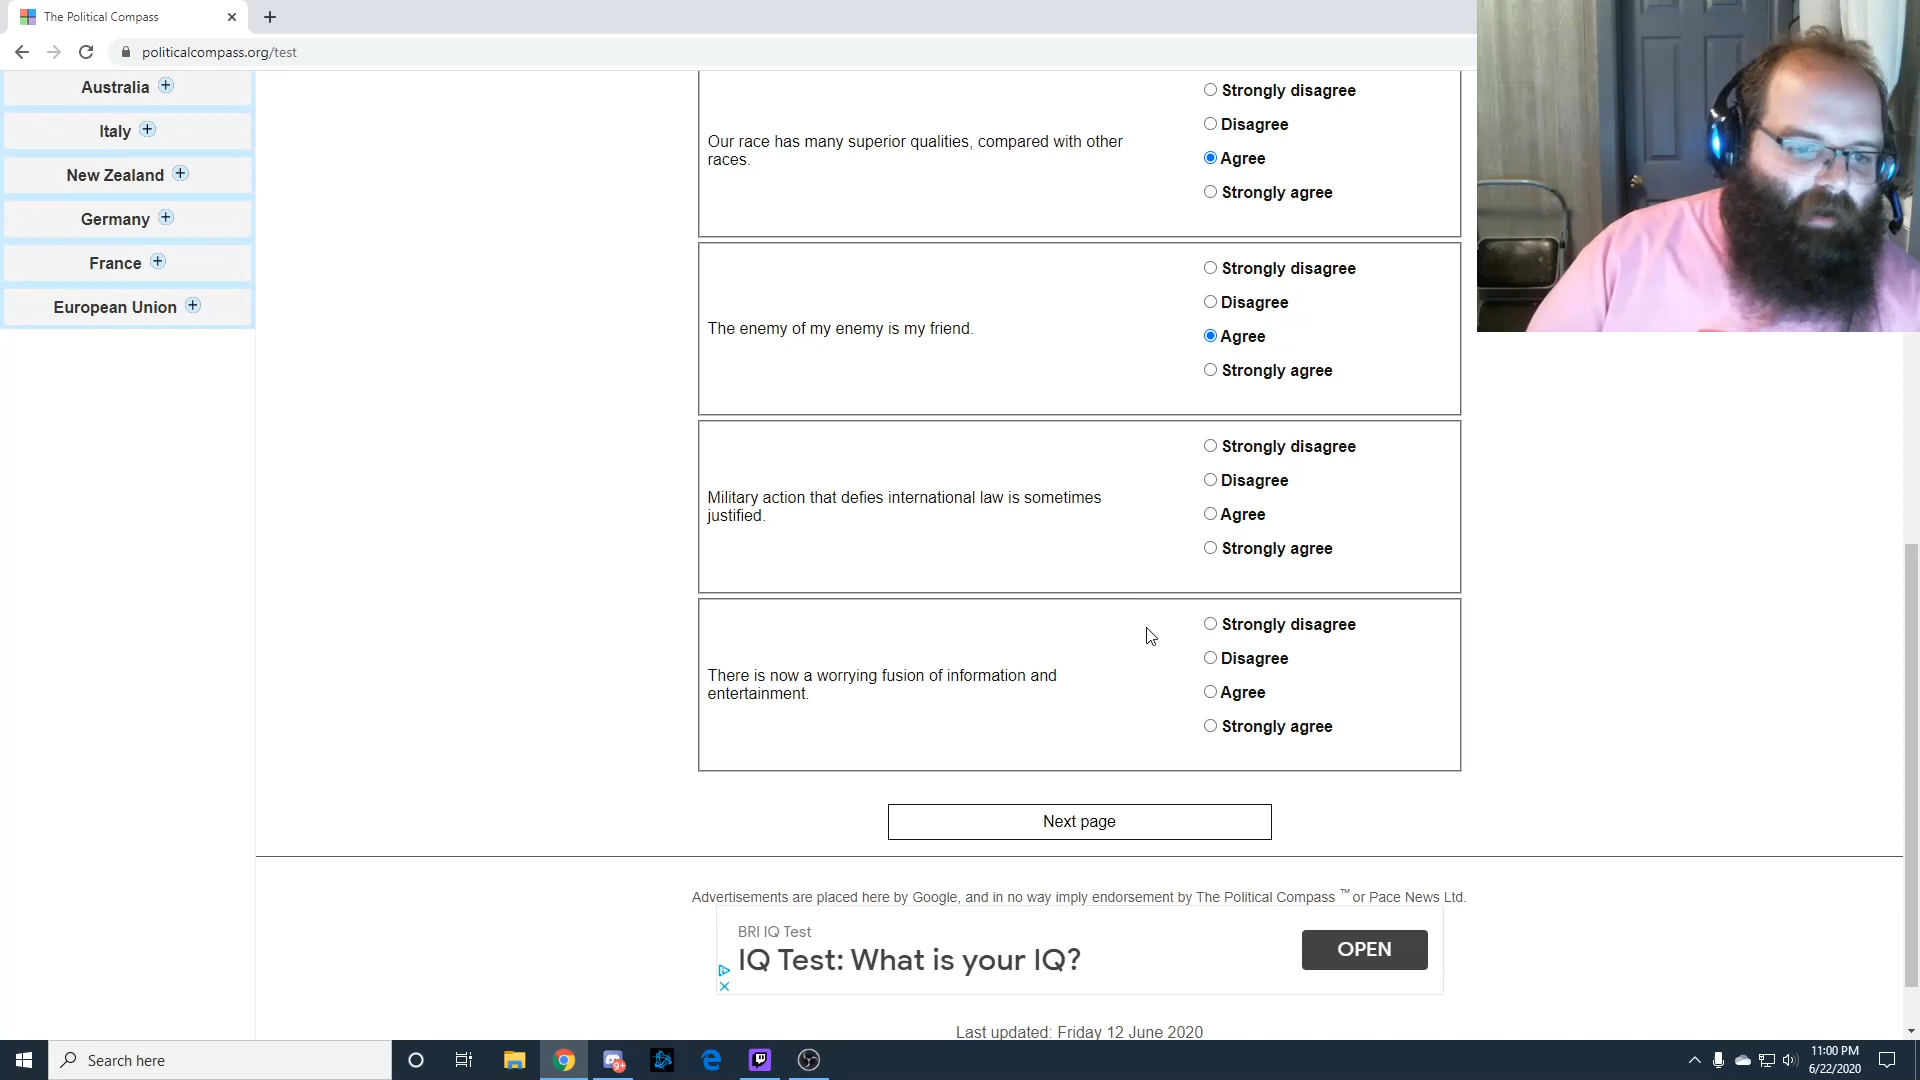 The Political Compass
politicalcompass.org/test
Australia
Italy
New Zealand
Germany
France
European Union
Our race has many superior qualities, compared with other
races.
Strongly disagree
Disagree
Agree
Strongly agree
The enemy of my enemy is my friend.
Strongly disagree
Disagree
Agree
Strongly agree
Military action that defies international law is sometimes
justified.
Strongly disagree
Disagree
Agree
Strongly agree
There is now a worrying fusion of information and
entertainment.
Strongly disagree
Disagree
Agree
Strongly agree
Next page
Advertisements are placed here by Google, and in no way imply endorsement by The Political Compass ™ or Pace News Ltd.
BRI IQ Test
IQ Test: What is your IQ?
OPEN
Last updated: Friday 12 June 2020
Search here
9+
11:00 PM
6/22/2020